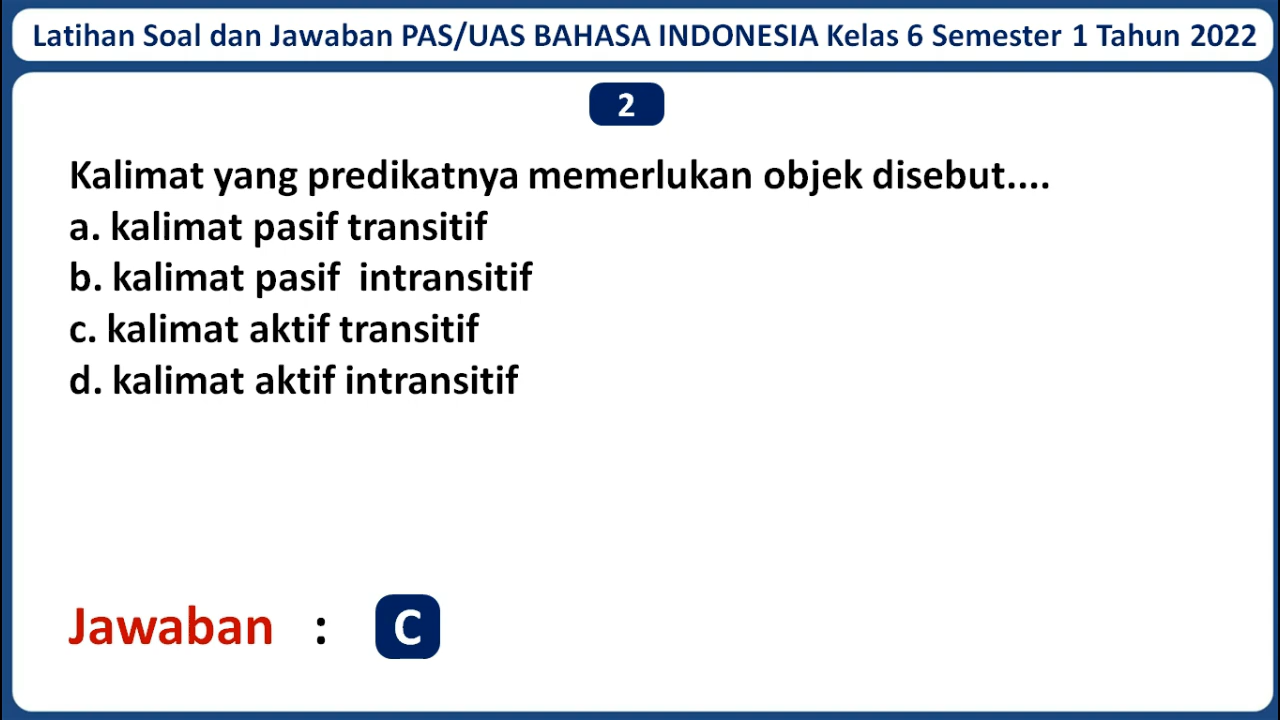 Latihan Soal dan Jawaban PAS/UAS BAHASA INDONESIA Kelas 6 Semester 1 Tahun 2022
2
Kalimat yang predikatnya memerlukan objek disebut....
a. kalimat pasif transitif
b. kalimat pasif  intransitif
c. kalimat aktif transitif
d. kalimat aktif intransitif
Jawaban : C